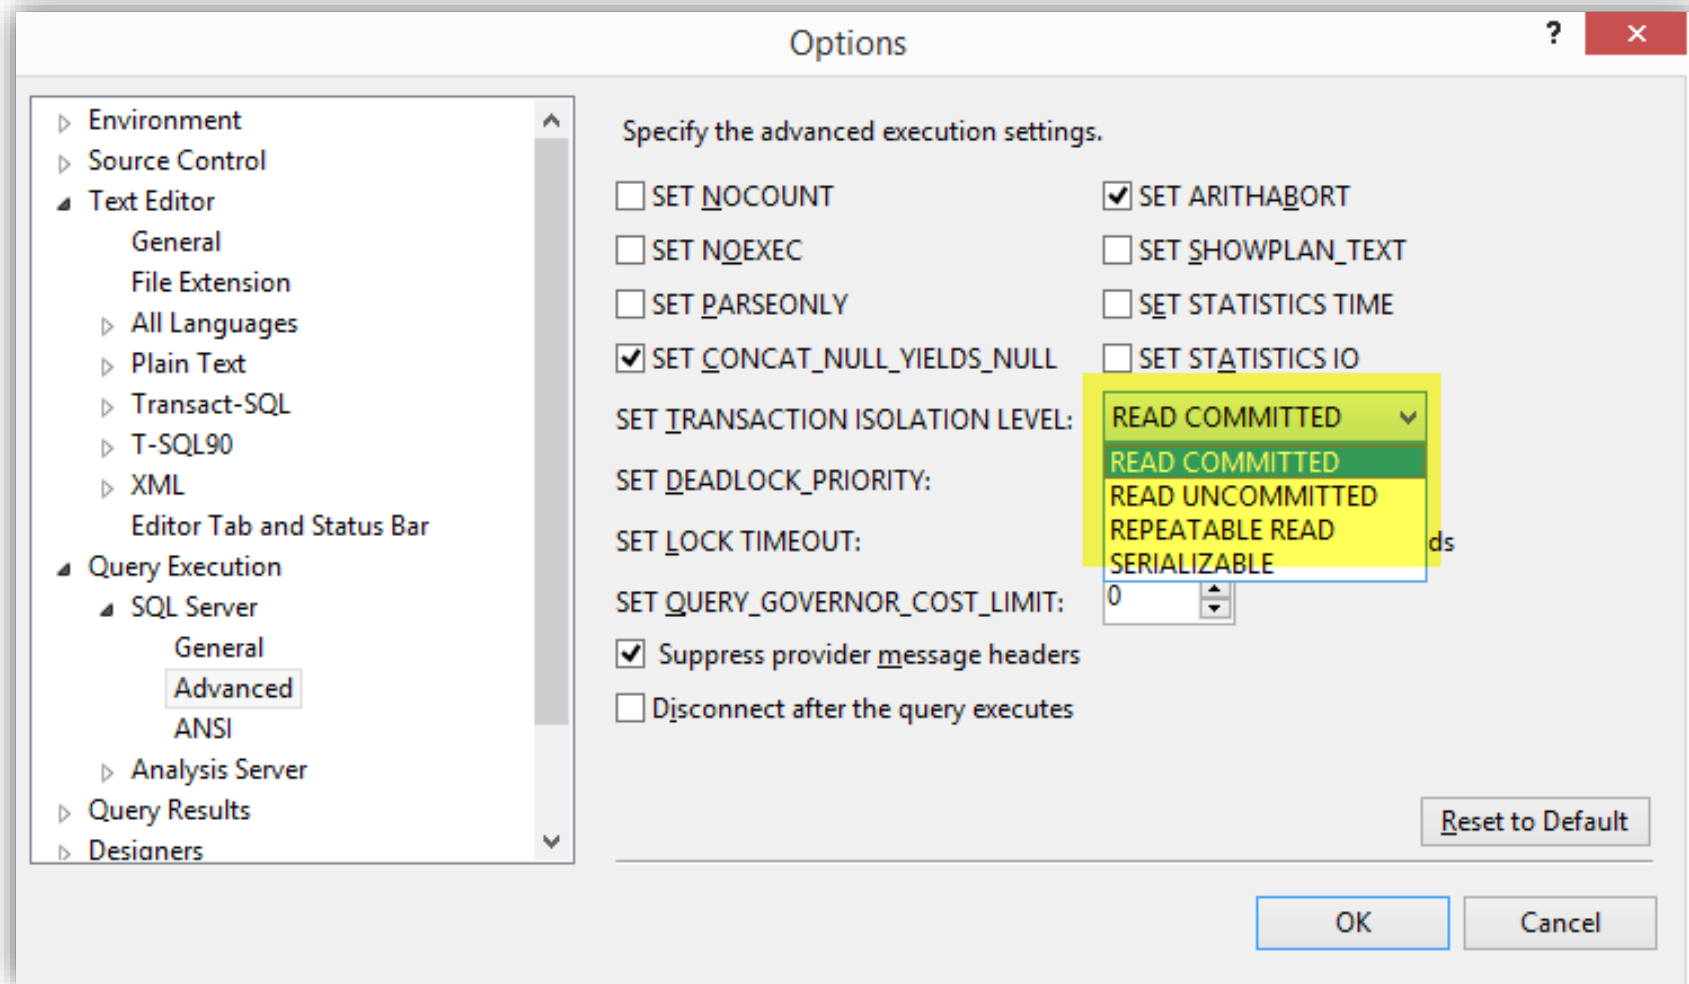 Options
?
Environment
Source Control
Text Editor
General
File Extension
All Languages
Plain Text
Transact-SQL
T-SQL90
XML
Editor Tab and Status Bar
Query Execution
SQL Server
General
Advanced
ANSI
Analysis Server
Query Results
Designers
Specify the advanced execution settings.
SET NOCOUNT
SET ARITHABORT
SET NOEXEC
SET SHOWPLAN_TEXT
SET PARSEONLY
SET STATISTICS TIME
SET CONCAT_NULL_YIELDS_NULL
SET STATISTICS IO
SET TRANSACTION ISOLATION LEVEL:
READ COMMITTED
READ COMMITTED
READ UNCOMMITTED
REPEATABLE READ
SERIALIZABLE
SET DEADLOCK_PRIORITY:
SET LOCK TIMEOUT:
ds
SET QUERY_GOVERNOR_COST_LIMIT:
0
Suppress provider message headers
Disconnect after the query executes
Reset to Default
OK
Cancel